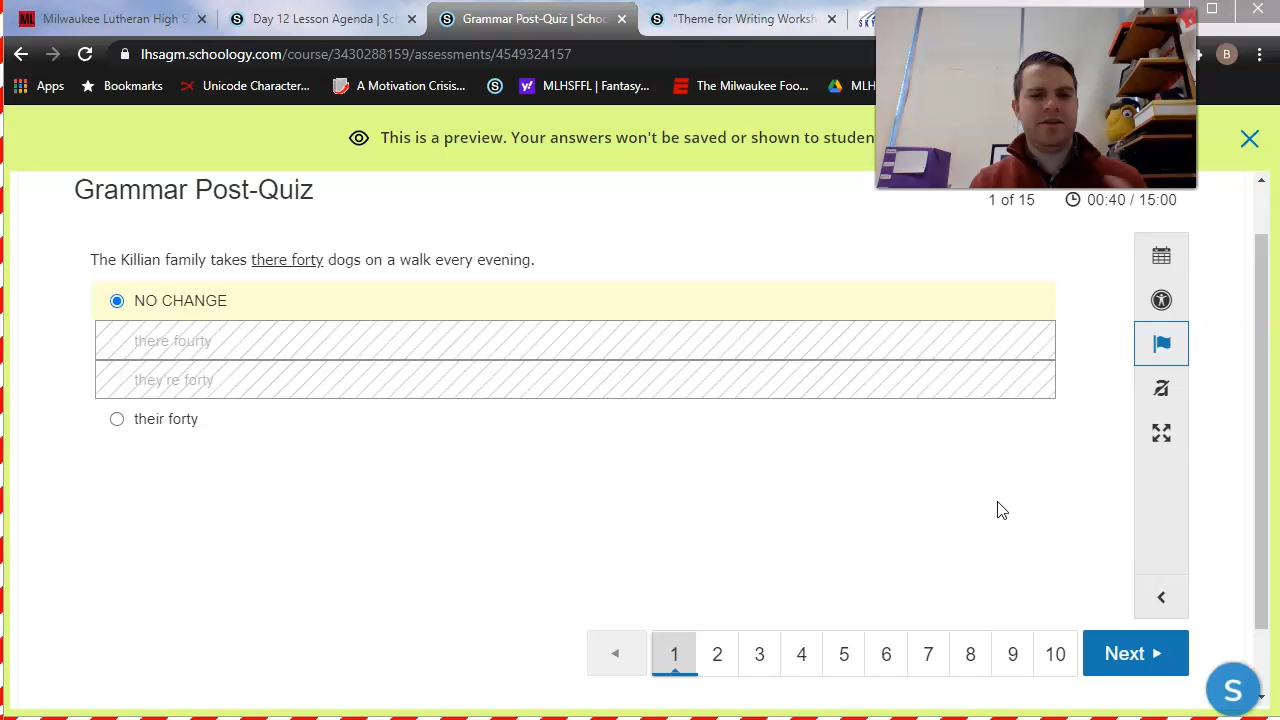 Milwaukee Lutheran High S
Day 12 Lesson Agenda | Sch
Grammar Post-Quiz | Schoo
"Theme for Writing Worksh
SKY
lhsagm.schoology.com/course/3430288159/assessments/4549324157
B
Apps
Bookmarks
Unicode Character...
A Motivation Crisis...
MLHSFFL | Fantasy...
The Milwaukee Foo...
MLH
This is a preview. Your answers won't be saved or shown to studen
Grammar Post-Quiz
1 of 15
00:40 / 15:00
The Killian family takes there forty dogs on a walk every evening.
NO CHANGE
there fourty
they're forty
their forty
1 2 3 4 5 6 7 8 9 10
Next
S